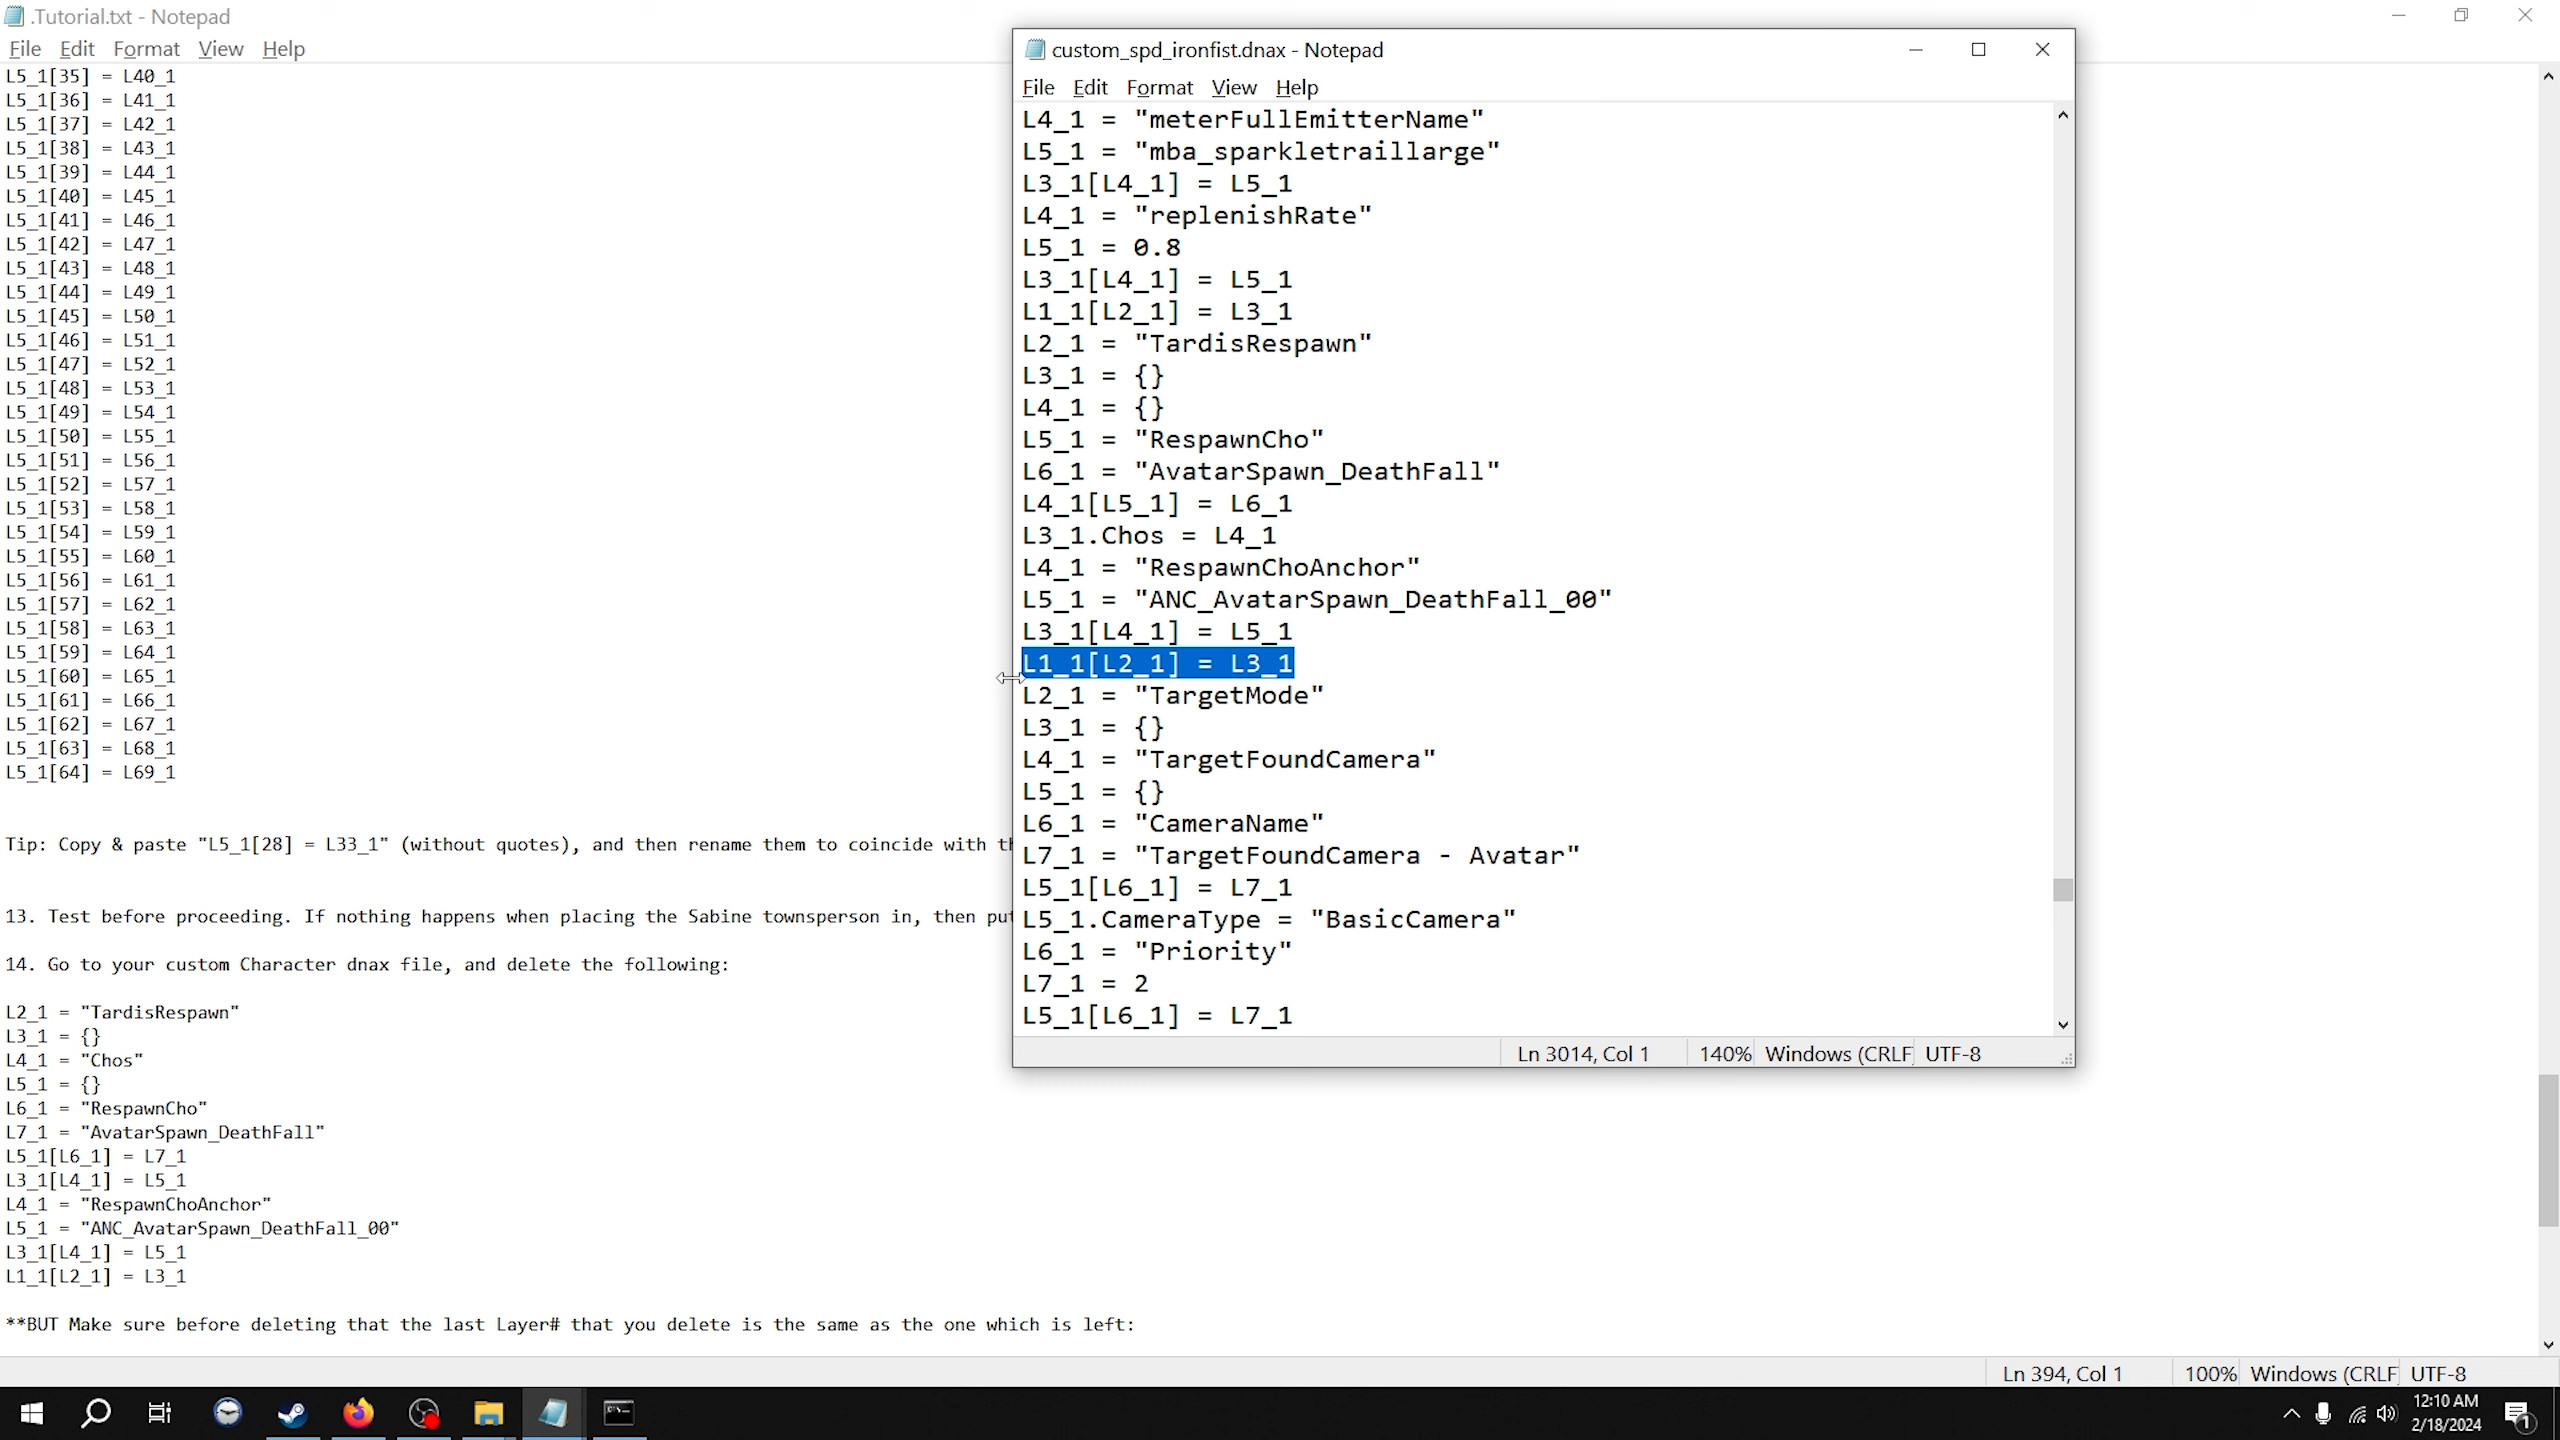 .Tutorial.txt - Notepad
File Edit Format View Help
L5_1[35] = L40_1
L5_1[36] = L41_1
L5_1[37] = L42_1
L5_1[38] = L43_1
L5_1[39] = L44_1
L5_1[40] = L45_1
L5_1[41] = L46_1
L5_1[42] = L47_1
L5_1[43] = L48_1
L5_1[44] = L49_1
L5_1[45] = L50_1
L5_1[46] = L51_1
L5_1[47] = L52_1
L5_1[48] = L53_1
L5_1[49] = L54_1
L5_1[50] = L55_1
L5_1[51] = L56_1
L5_1[52] = L57_1
L5_1[53] = L58_1
L5_1[54] = L59_1
L5_1[55] = L60_1
L5_1[56] = L61_1
L5_1[57] = L62_1
L5_1[58] = L63_1
L5_1[59] = L64_1
L5_1[60] = L65_1
L5_1[61] = L66_1
L5_1[62] = L67_1
L5_1[63] = L68_1
L5_1[64] = L69_1
Tip: Copy & paste "L5_1[28] = L33_1" (without quotes), and then rename them to coincide with
13. Test before proceeding. If nothing happens when placing the Sabine townsperson in, then
14. Go to your custom Character dnax file, and delete the following:
L2_1 = "TardisRespawn"
L3_1 = {}
L4_1 = "Chos"
L5_1 = {}
L6_1 = "RespawnCho"
L7_1 = "AvatarSpawn_DeathFall"
L5_1[L6_1] = L7_1
L3_1[L4_1] = L5_1
L4_1 = "RespawnChoAnchor"
L5_1 = "ANC_AvatarSpawn_DeathFall_00"
L3_1[L4_1] = L5_1
L1_1[L2_1] = L3_1
**BUT Make sure before deleting that the last Layer# that you delete is the same as the one which is left:
Ln 394, Col 1 100% Windows (CRLF UTF-8
custom_spd_ironfist.dnax - Notepad
File Edit Format View Help
L4_1 = "meterFullEmitterName"
L5_1 = "mba_sparkletraillarge"
L3_1[L4_1] = L5_1
L4_1 = "replenishRate"
L5_1 = 0.8
L3_1[L4_1] = L5_1
L1_1[L2_1] = L3_1
L2_1 = "TardisRespawn"
L3_1 = {}
L4_1 = {}
L5_1 = "RespawnCho"
L6_1 = "AvatarSpawn_DeathFall"
L4_1[L5_1] = L6_1
L3_1.Chos = L4_1
L4_1 = "RespawnChoAnchor"
L5_1 = "ANC_AvatarSpawn_DeathFall_00"
L3_1[L4_1] = L5_1
L1_1[L2_1] = L3_1
L2_1 = "TargetMode"
L3_1 = {}
L4_1 = "TargetFoundCamera"
L5_1 = {}
L6_1 = "CameraName"
L7_1 = "TargetFoundCamera - Avatar"
L5_1[L6_1] = L7_1
L5_1.CameraType = "BasicCamera"
L6_1 = "Priority"
L7_1 = 2
L5_1[L6_1] = L7_1
Ln 3014, Col 1 140% Windows (CRLF UTF-8
12:10 AM
2/18/2024
1